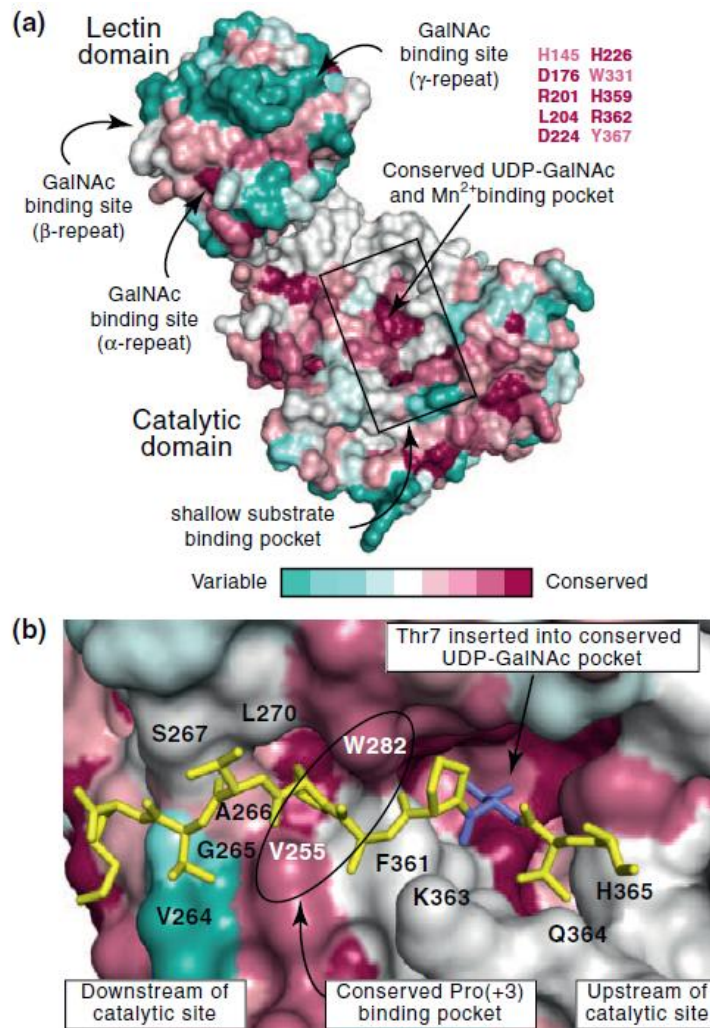 (a)
Lectin
domain
GalNAc
binding site
(γ-repeat)
H145 H226
D176 W331
R201 H359
L204 R362
D224 Y367
GalNAc
binding site
(β-repeat)
Conserved UDP-GalNAc
and Mn2+binding pocket
GalNAc
binding site
(α-repeat)
Catalytic
domain
shallow substrate
binding pocket
Variable
Conserved
(b)
Thr7 inserted into conserved
UDP-GalNAc pocket
L270
S267
W282
A266
G265
V255
F361
V264
K363
H365
Q364
Downstream of
catalytic site
Conserved Pro(+3)
binding pocket
Upstream of
catalytic site